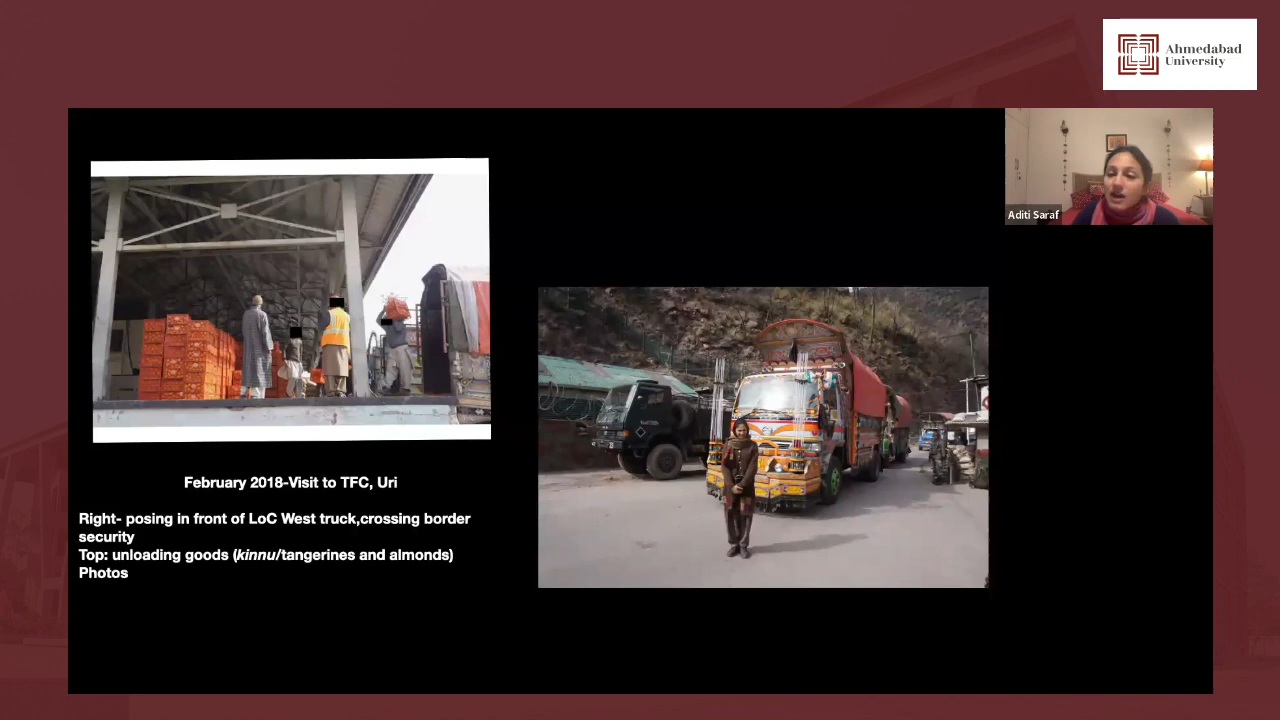 Ahmedabad
University
Aditi Saraf
February 2018-Visit to TFC, Uri
Right- posing in front of LoC West truck,crossing border
security
Top: unloading goods (kinnu/tangerines and almonds)
Photos